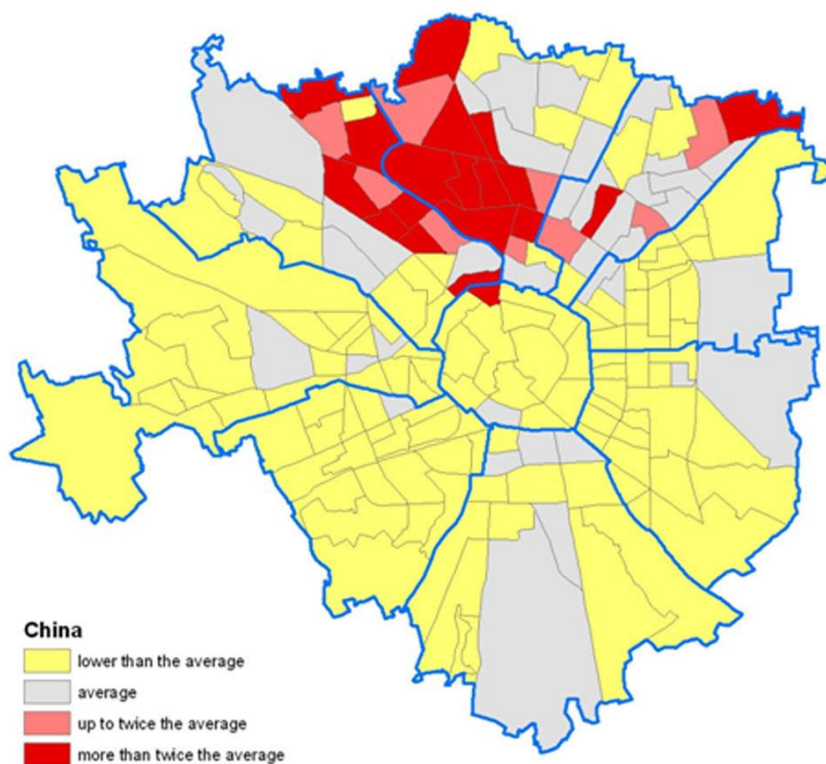 China
lower than the average
average
up to twice the average
more than twice the average